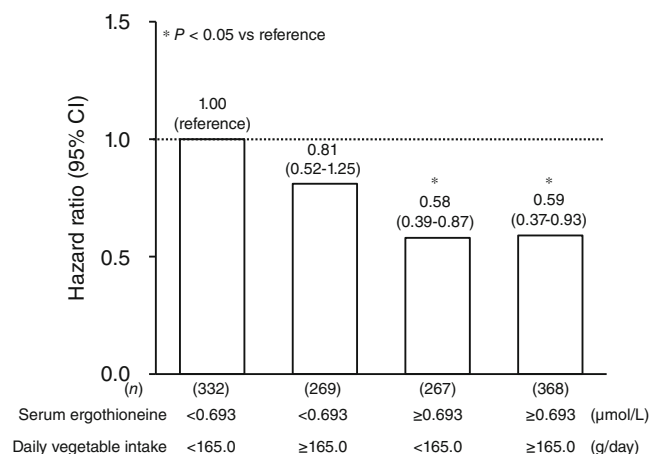 1.5
* P < 0.05 vs reference
1.00
(reference)
1.0
0.81
(0.52-1.25)
*
0.58
(0.39-0.87)
*
0.59
(0.37-0.93)
0.5
0.0
Hazard ratio (95% CI)
(n) (332) (269) (267) (368)
Serum ergothioneine <0.693 <0.693 ≥0.693 ≥0.693 (μmol/L)
Daily vegetable intake <165.0 ≥165.0 <165.0 ≥165.0 (g/day)